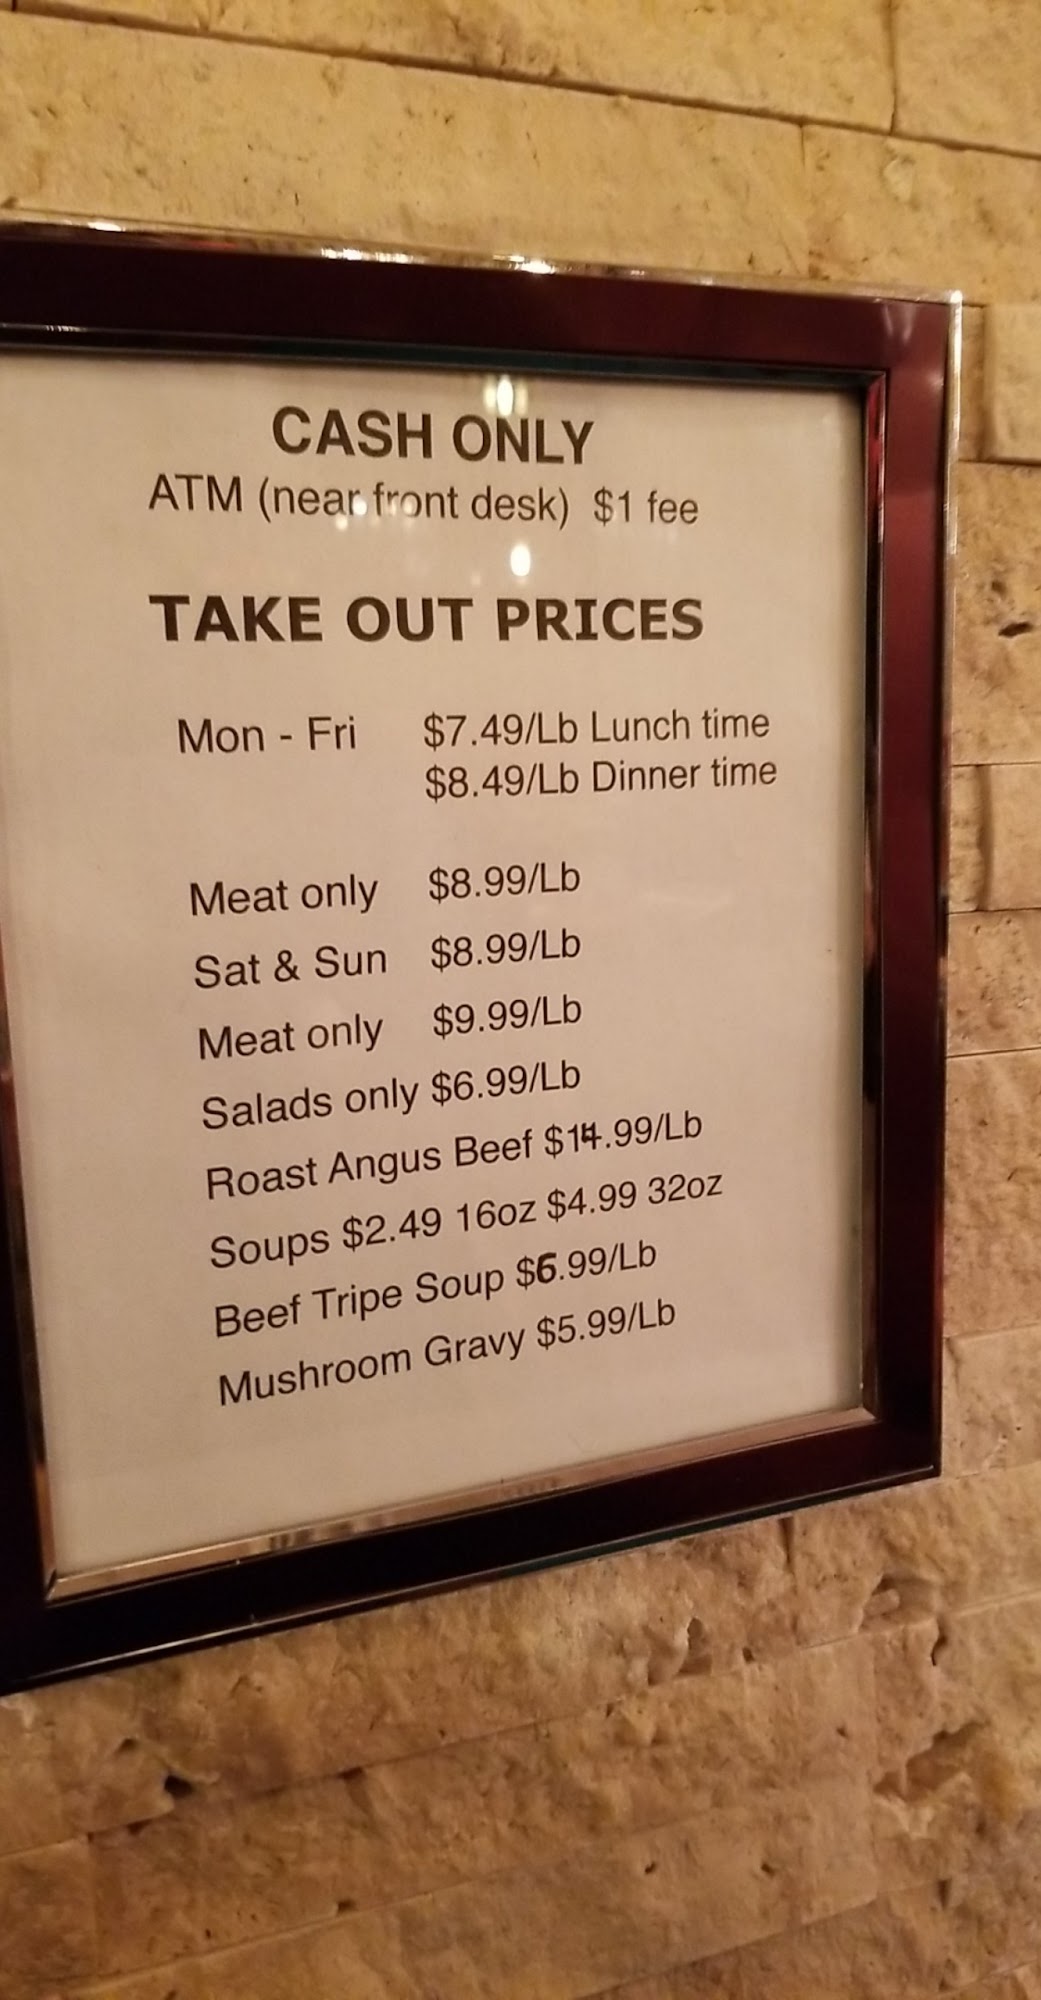 CASH ONLY
ATM (near front desk) $1 fee
TAKE OUT PRICES
Mon - Fri $7.49/Lb Lunch time
$8.49/Lb Dinner time
Meat only $8.99/Lb
Sat & Sun $8.99/Lb
Meat only $9.99/Lb
Salads only $6.99/Lb
Roast Angus Beef $14.99/Lb
Soups $2.49 16oz $4.99 32oz
Beef Tripe Soup $6.99/Lb
Mushroom Gravy $5.99/Lb